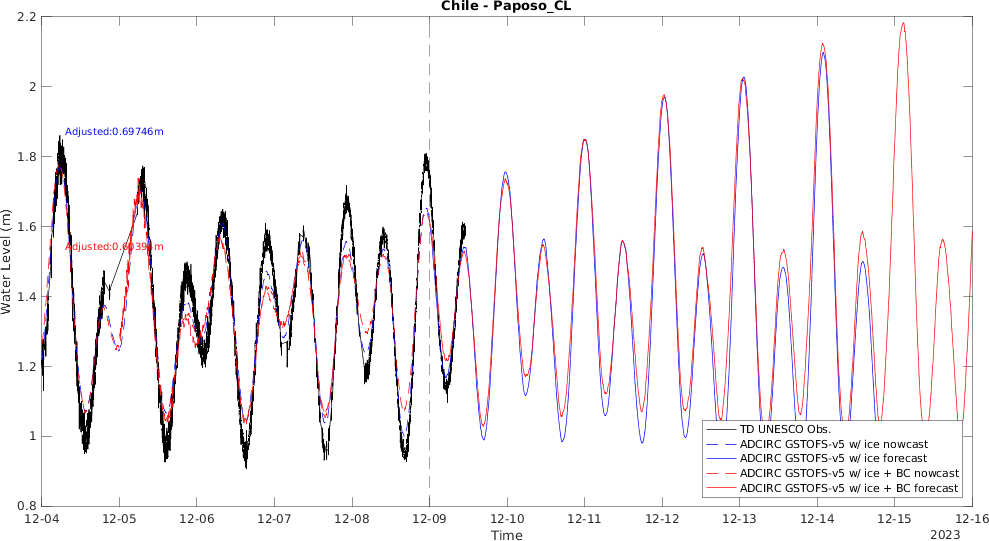 Chile - Paposo_CL
2.2
2
1.8
1.6
1.4
1.2
1
0.8
Water Level (m)
Adjusted:0.69746m
12-04
12-05
12-06
12-07
12-08
12-09
12-10
12-11
12-12
12-13
12-14
12-15
12-16
Time
2023
TD UNESCO Obs.
ADCIRC GSTOFS-v5 w/ ice nowcast
ADCIRC GSTOFS-v5 w/ ice forecast
ADCIRC GSTOFS-v5 w/ ice + BC nowcast
ADCIRC GSTOFS-v5 w/ ice + BC forecast